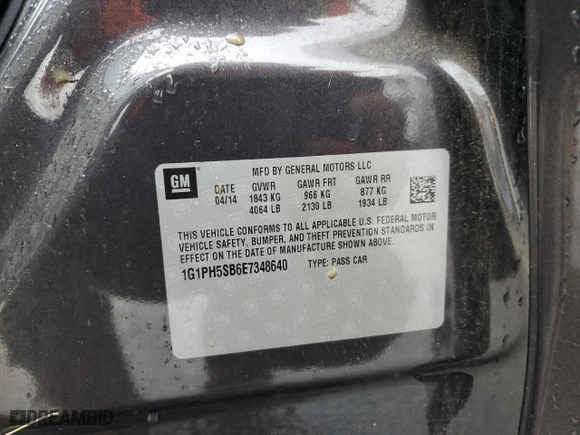 MFD BY GENERAL MOTORS LLC
GM
DATE GVWR GAWR FRT GAWR RR
04/14 1843 KG 966 KG 877 KG
4064 LB 2130 LB 1934 LB
THIS VEHICLE CONFORMS TO ALL APPLICABLE U.S. FEDERAL MOTOR
VEHICLE SAFETY, BUMPER, AND THEFT PREVENTION STANDARDS IN
EFFECT ON THE DATE OF MANUFACTURE SHOWN ABOVE.
1G1PH5SB6E7348640 TYPE: PASS CAR
DREAMBID